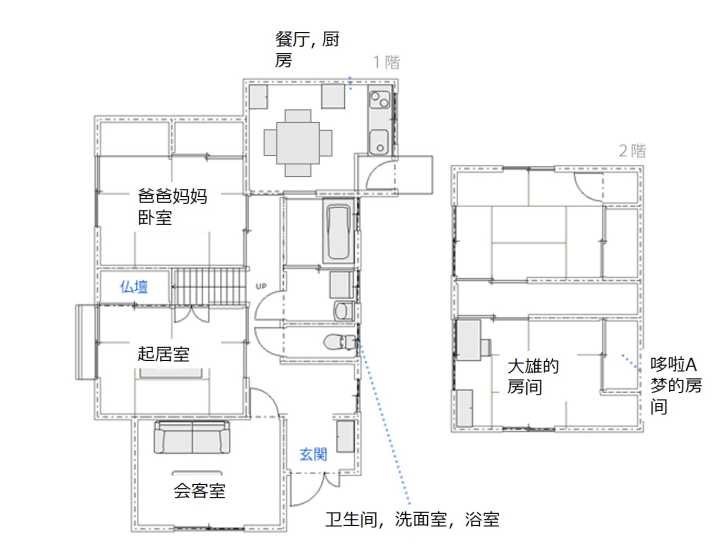 餐厅, 厨
房
1階
2階
爸爸妈妈
卧室
仏壇
UP
起居室
大雄的
房间
哆啦A
梦的房
间
玄関
会客室
卫生间，洗面室，浴室